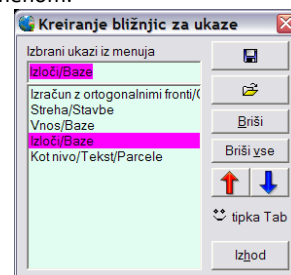 Kreiranje bližnjic za ukaze
Izbrani ukazi iz menuja
Izloči/Baze
Izračun z ortogonalnimi fronti/(
Streha/Stavbe
Vnos/Baze
Izloči/Baze
Kot nivo/Tekst/Parcele
Briši
Briši vse
tipka Tab
Izhod